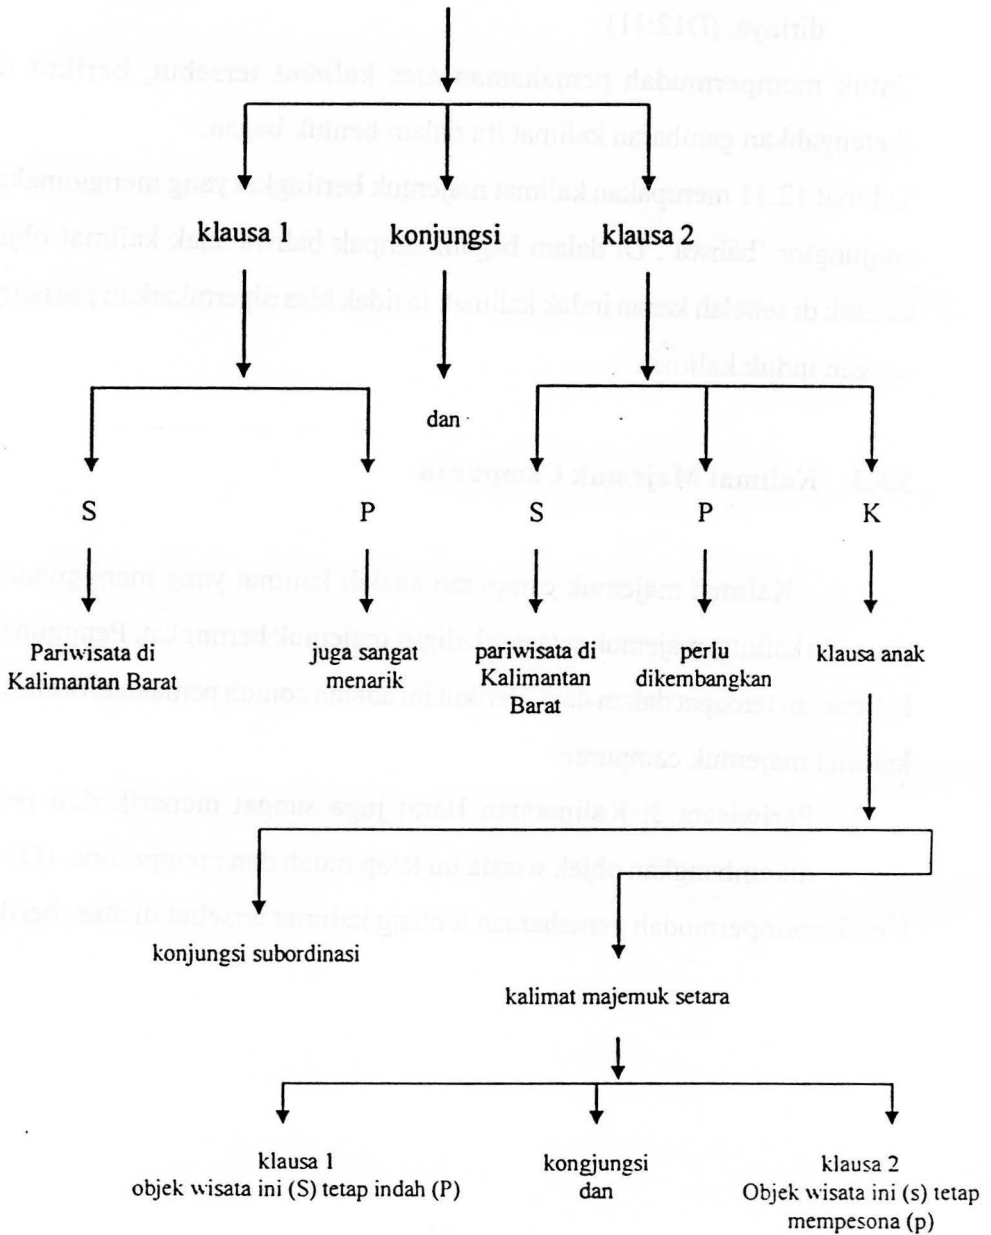 klausa 1 konjungsi klausa 2
dan
S P S P K
Pariwisata di Kalimantan Barat
juga sangat menarik
pariwisata di Kalimantan Barat
perlu dikembangkan
klausa anak
konjungsi subordinasi
kalimat majemuk setara
klausa 1
objek wisata ini (S) tetap indah (P)
kongjungsi
dan
klausa 2
Objek wisata ini (s) tetap
mempesona (p)